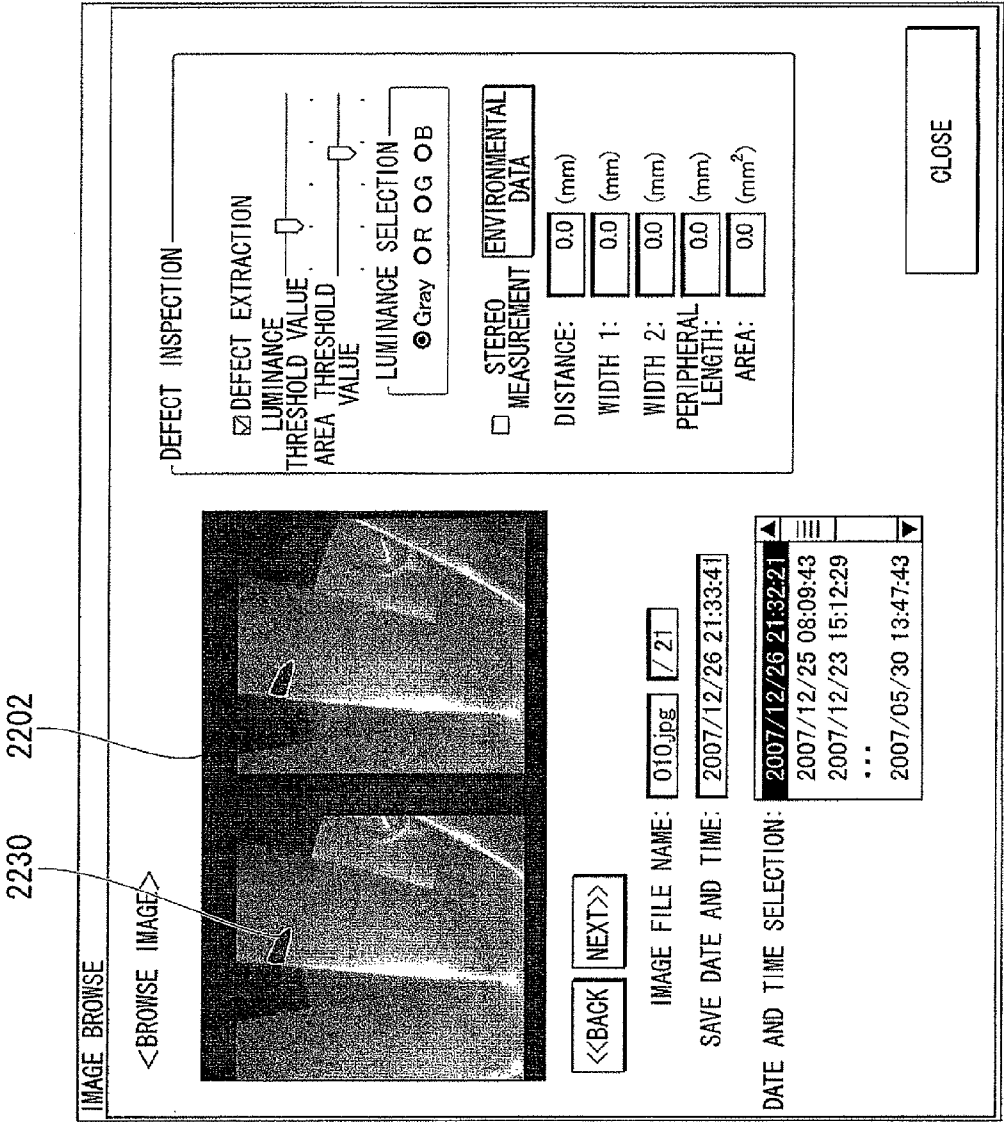 2230
2202
IMAGE BROWSE
<BROWSE IMAGE>
<<BACK
NEXT>>
IMAGE FILE NAME: 010.jpg / 21
SAVE DATE AND TIME: 2007/12/26 21:33:41
DATE AND TIME SELECTION: 2007/12/26 21:32:21
2007/12/25 08:09:43
2007/12/23 15:12:29
...
2007/05/30 13:47:43
DEFECT INSPECTION
DEFECT EXTRACTION
LUMINANCE
THRESHOLD VALUE
AREA THRESHOLD
VALUE
LUMINANCE SELECTION
Gray R G B
STEREO
MEASUREMENT
ENVIRONMENTAL
DATA
DISTANCE: 0.0 (mm)
WIDTH 1: 0.0 (mm)
WIDTH 2: 0.0 (mm)
PERIPHERAL
LENGTH: 0.0 (mm)
AREA: 0.0 (mm²)
CLOSE